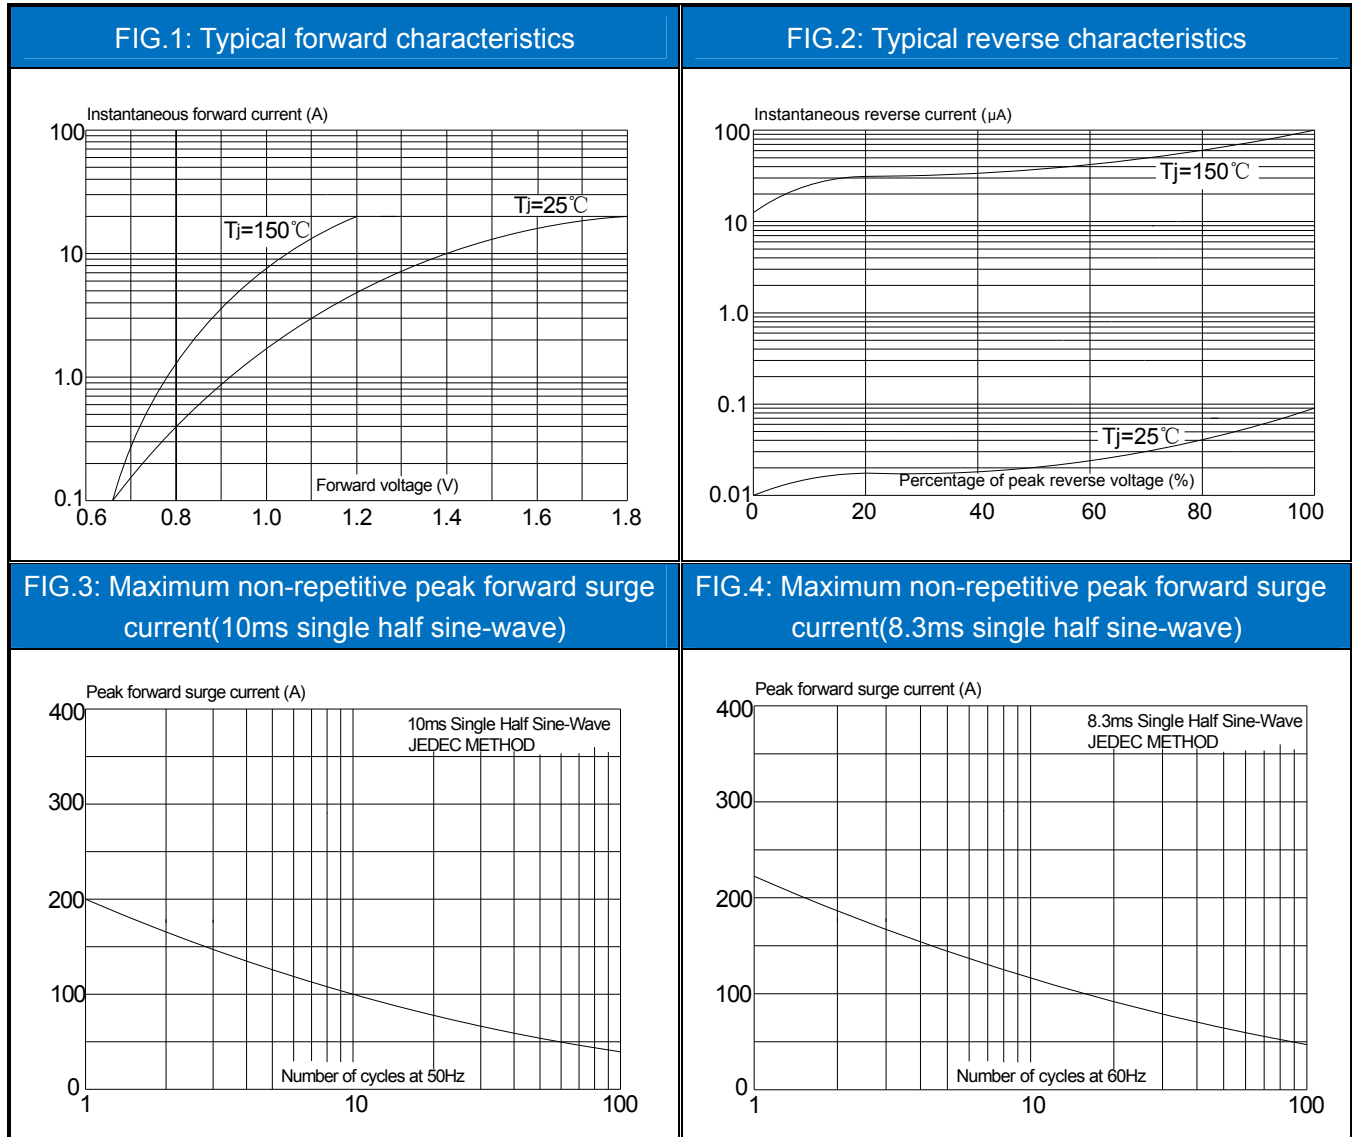 FIG.1: Typical forward characteristics
Instantaneous forward current (A)
100
10
1.0
0.1
Tj=150℃
Tj=25℃
Forward voltage (V)
0.6 0.8 1.0 1.2 1.4 1.6 1.8
FIG.2: Typical reverse characteristics
Instantaneous reverse current (μA)
100
10
1.0
0.1
0.01
Tj=150℃
Tj=25℃
Percentage of peak reverse voltage (%)
0 20 40 60 80 100
FIG.3: Maximum non-repetitive peak forward surge
current(10ms single half sine-wave)
Peak forward surge current (A)
400
300
200
100
0
10ms Single Half Sine-Wave
JEDEC METHOD
Number of cycles at 50Hz
1 10 100
FIG.4: Maximum non-repetitive peak forward surge
current(8.3ms single half sine-wave)
Peak forward surge current (A)
400
300
200
100
0
8.3ms Single Half Sine-Wave
JEDEC METHOD
Number of cycles at 60Hz
1 10 100